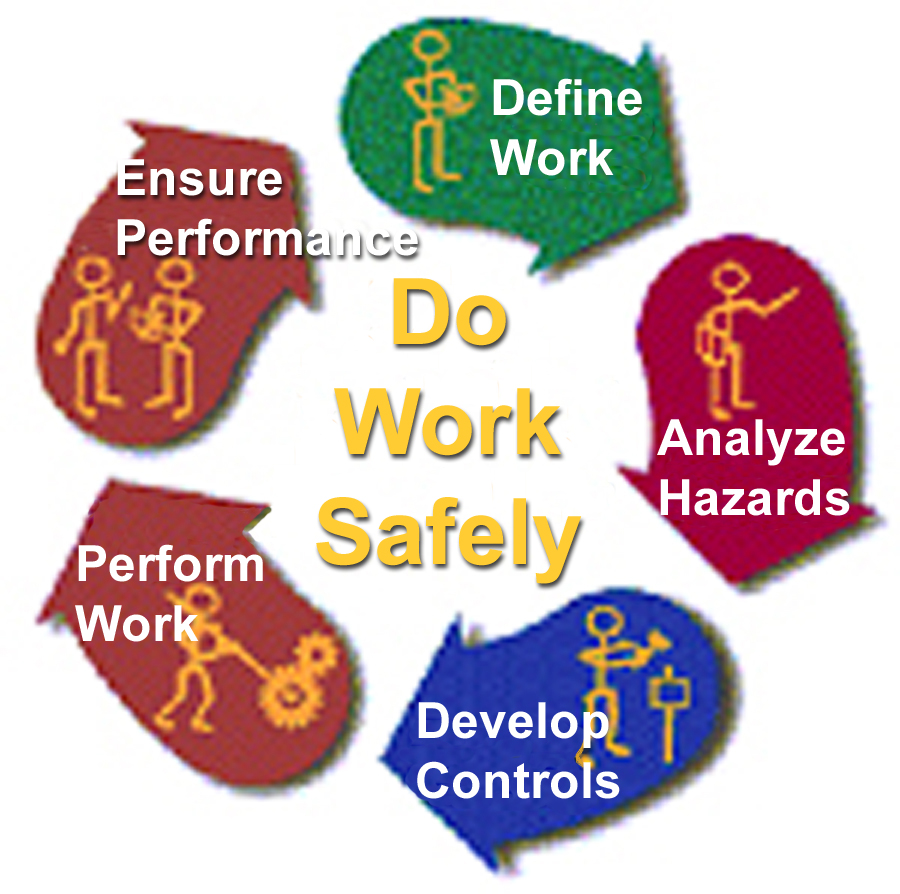 Define
Work
Analyze
Hazards
Develop
Controls
Perform
Work
Ensure
Performance
Do
Work
Safely